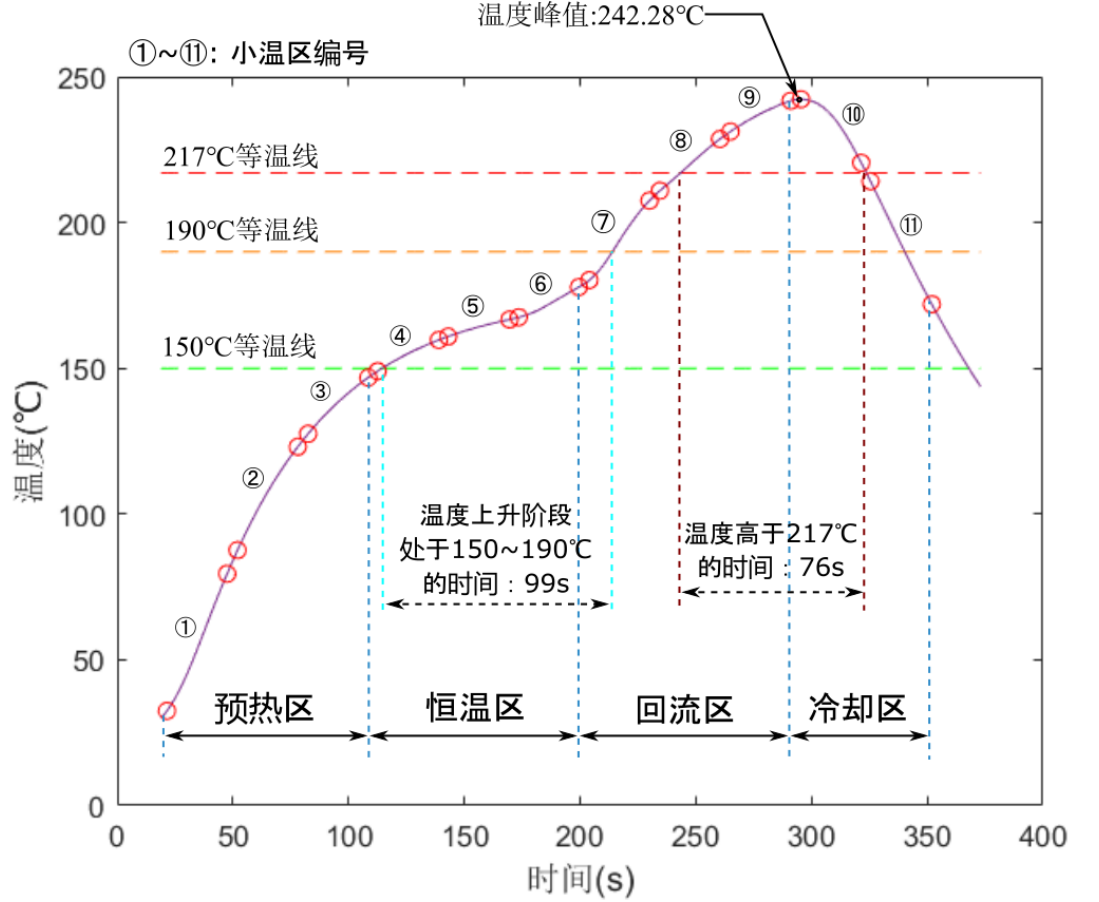 温度峰值:242.28℃
①~⑪: 小温区编号
250
217℃等温线
200
190℃等温线
150℃等温线
150
100
50
0
温度(℃)
①
②
③
④
⑤
⑥
⑦
⑧
⑨
⑩
⑪
温度上升阶段
处于150~190℃
的时间：99s
温度高于217℃
的时间：76s
预热区
恒温区
回流区
冷却区
0
50
100
150
200
250
300
350
400
时间(s)